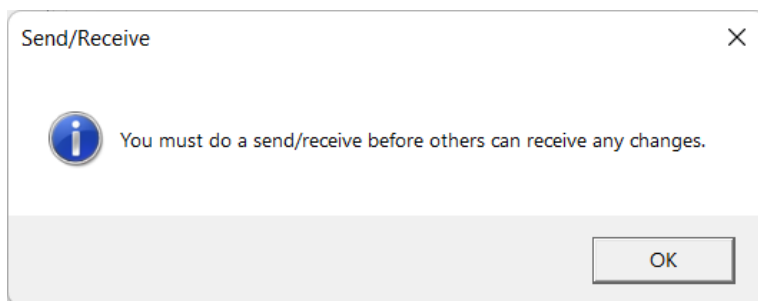 Send/Receive
You must do a send/receive before others can receive any changes.
OK